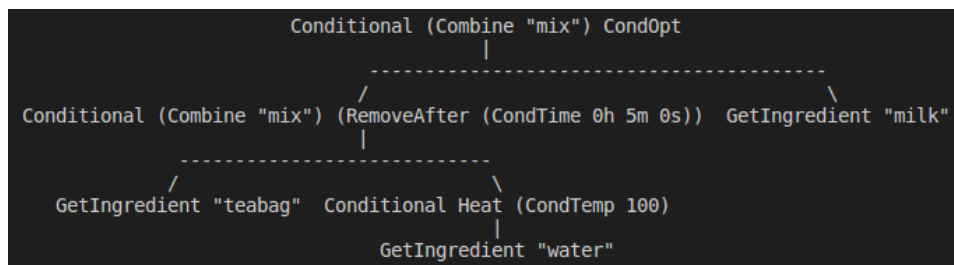 Conditional (Combine "mix") CondOpt
|
-----------------------------------------
/ \
Conditional (Combine "mix") (RemoveAfter (CondTime 0h 5m 0s)) GetIngredient "milk"
|
----------------------------
/ \
GetIngredient "teabag" Conditional Heat (CondTemp 100)
|
GetIngredient "water"